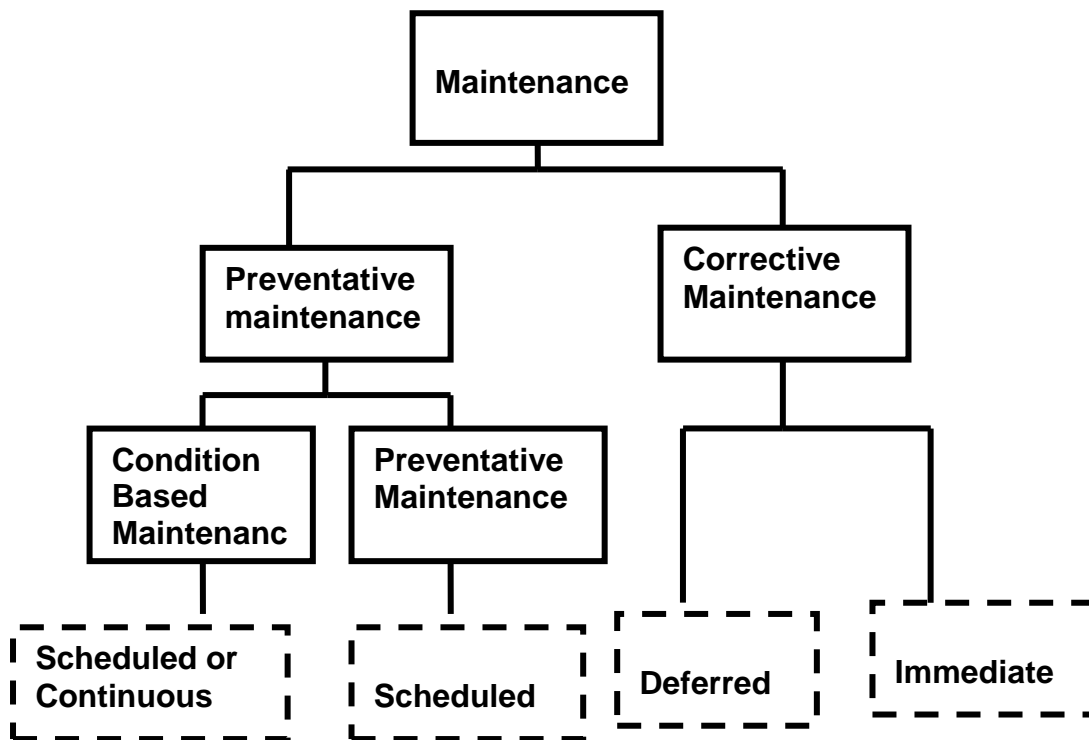 Maintenance
Preventative
maintenance
Corrective
Maintenance
Condition
Based
Maintenanc
Preventative
Maintenance
Scheduled or
Continuous
Scheduled
Deferred
Immediate